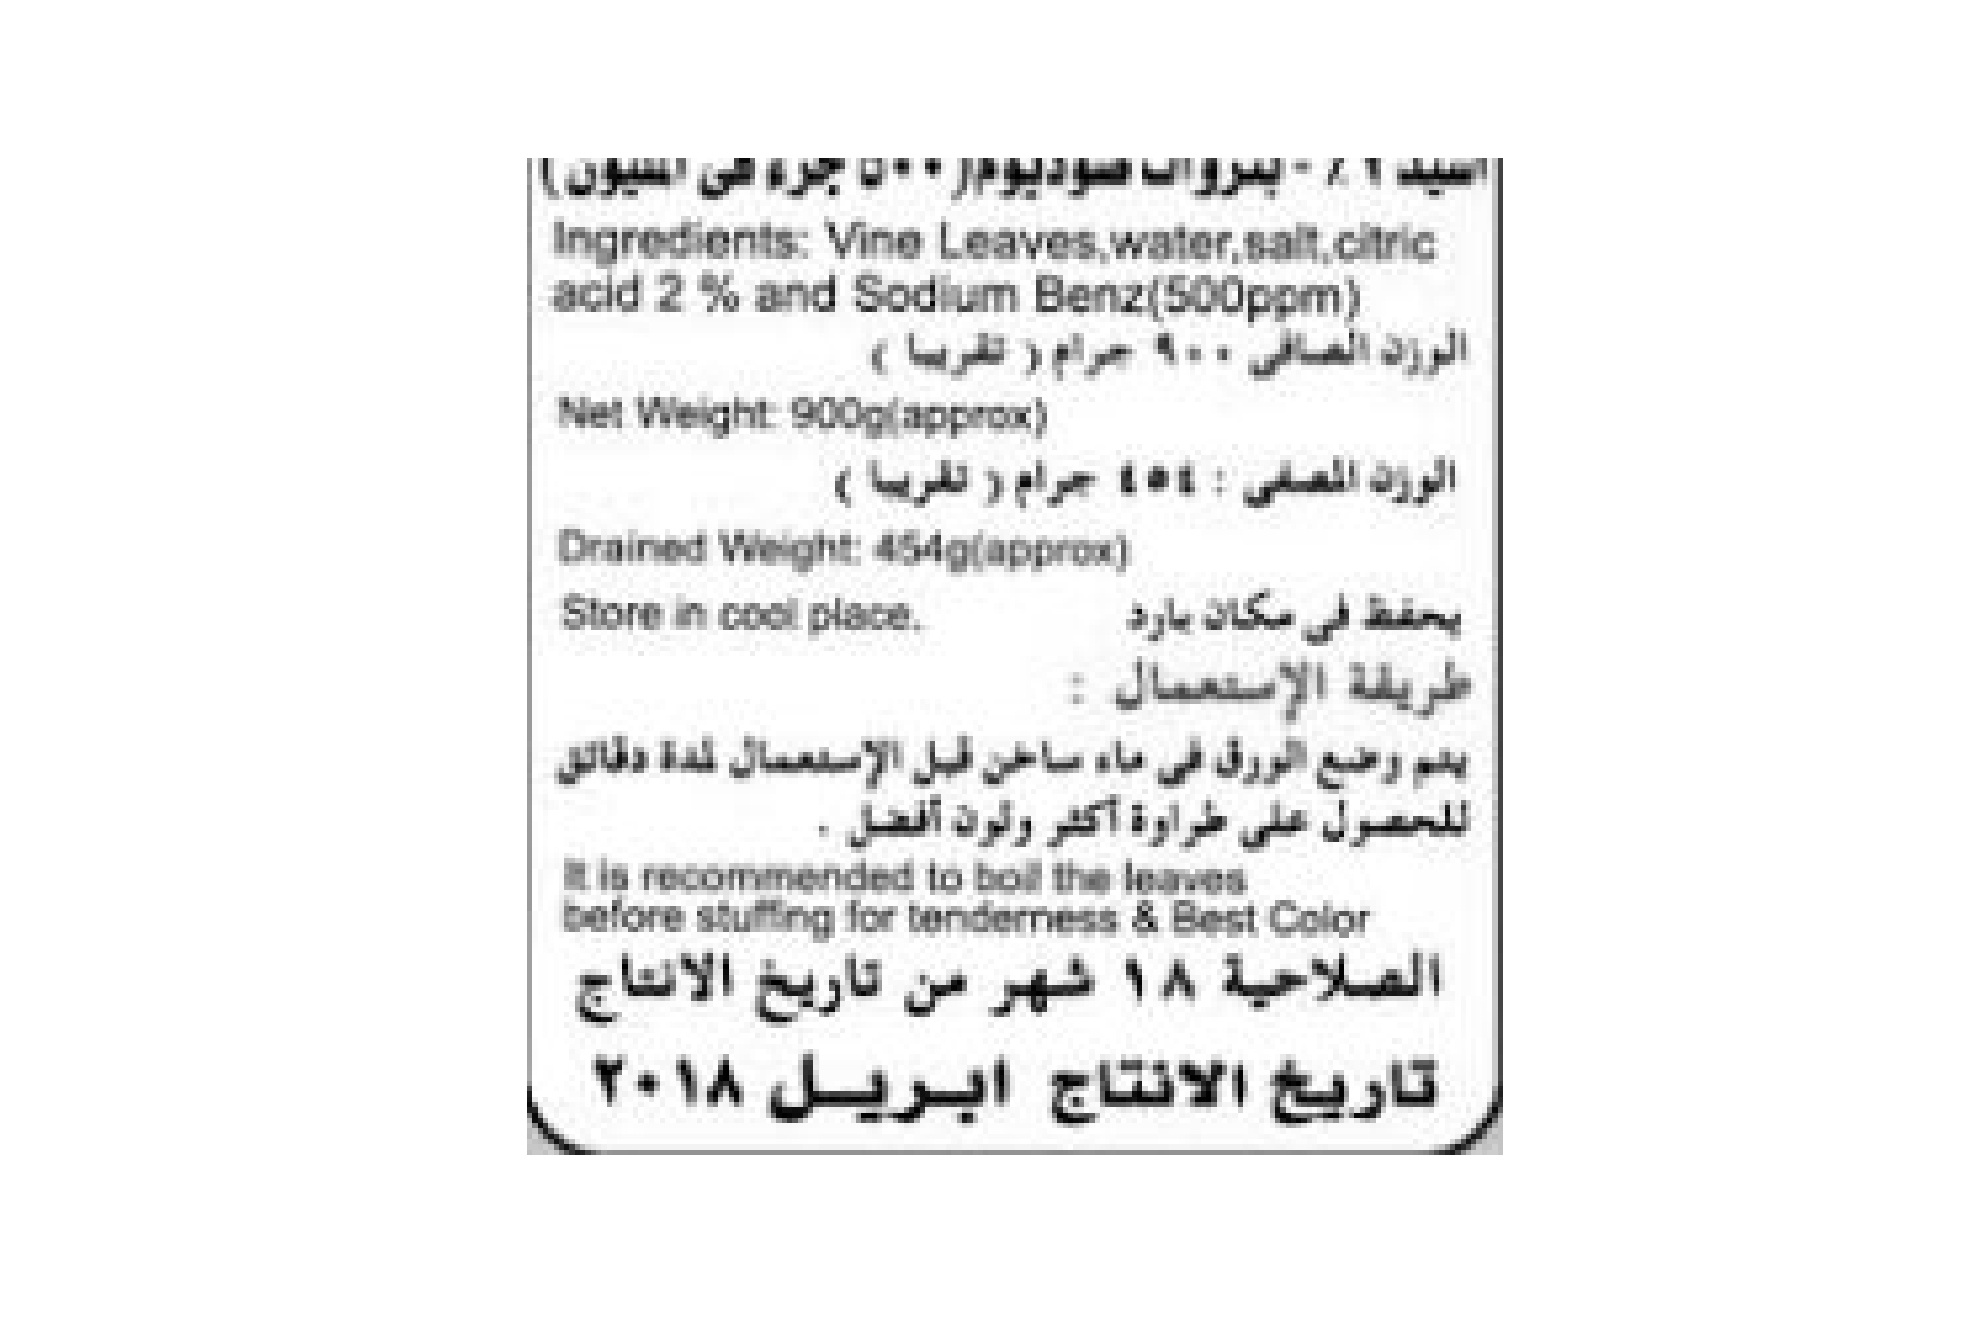 اسيد ٢٪ - بنزوات صوديوم(٥٠٠ جزء في المليون)
Ingredients: Vine Leaves,water,salt,citric
acid 2 % and Sodium Benz(500ppm)
الوزن الصافى ٩٠٠ جرام ( تقريبا )
Net Weight: 900g(approx)
الوزن المصفى : ٤٥٤ جرام ( تقريبا )
Drained Weight: 454g(approx)
Store in cool place. يحفظ فى مكان بارد
طريقة الإستعمال :
يتم وضع الورق فى ماء ساخن قبل الإستعمال لمدة دقائق
للحصول على طراوة أكثر ولون أفضل .
It is recommended to boil the leaves
before stuffing for tenderness & Best Color
الصلاحية ١٨ شهر من تاريخ الانتاج
تاريخ الانتاج ابريل ٢٠١٨